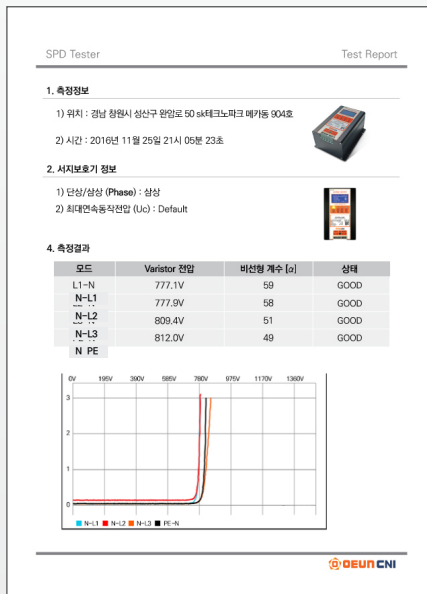 SPD Tester
Test Report
1. 측정정보
1) 위치 : 경남 창원시 성산구 완암로 50 sk테크노파크 메카동 904호
2) 시간 : 2016년 11월 25일 21시 05분 23초
2. 서지보호기 정보
1) 단상/삼상 (Phase) : 삼상
2) 최대연속동작전압 (Uc) : Default
4. 측정결과
모드 Varistor 전압 비선형 계수 [α] 상태
L1-N 777.1V 59 GOOD
N-L1 777.9V 58 GOOD
N-L2 809.4V 51 GOOD
N-L3 812.0V 49 GOOD
N PE
0V 195V 390V 585V 780V 975V 1170V 1360V
3
2
1
0
N-L1 N-L2 N-L3 PE-N
OEUN CNI